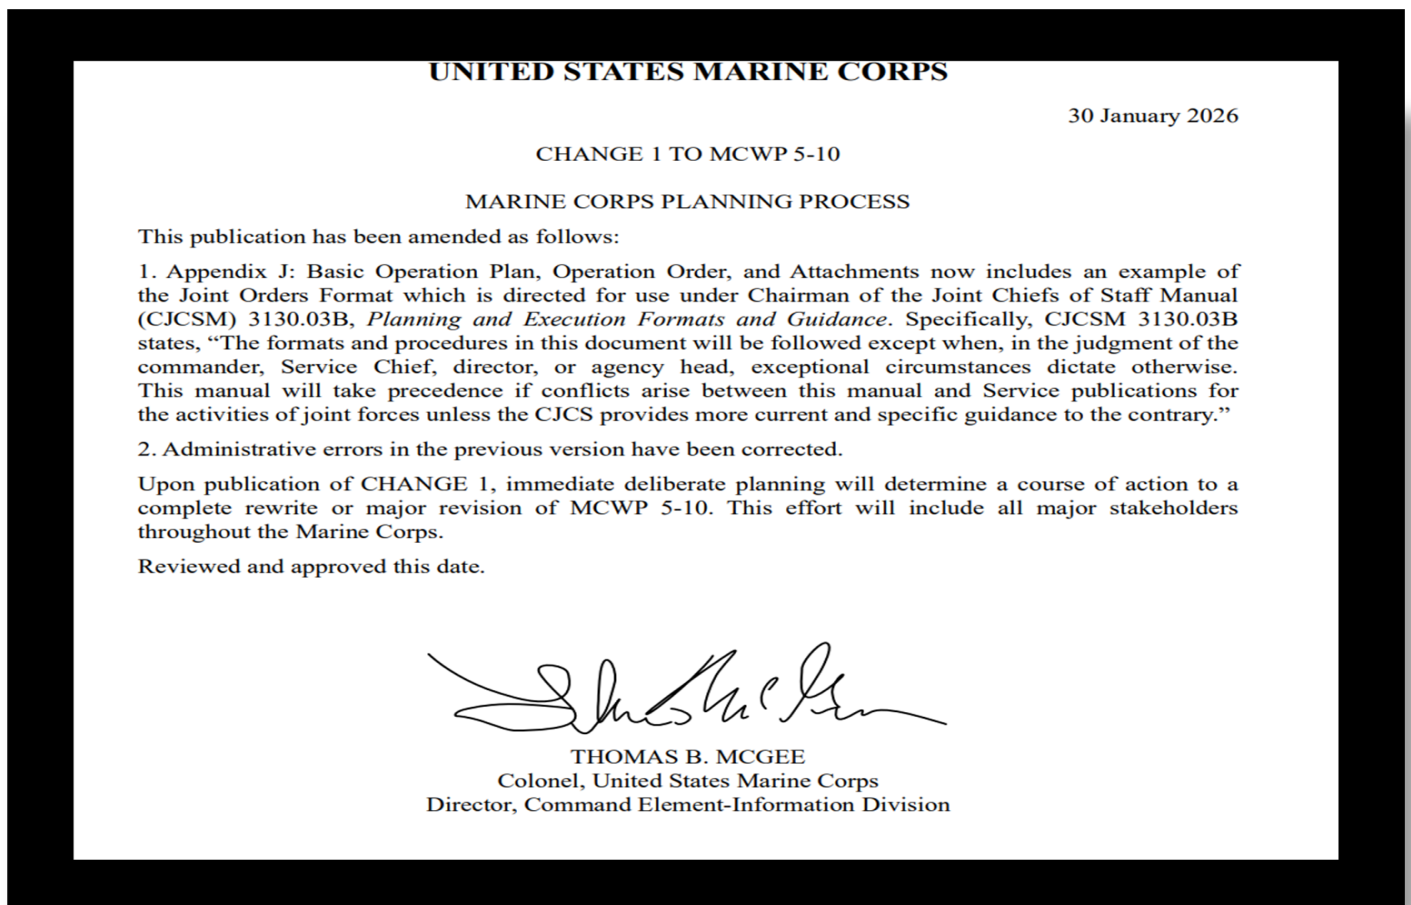 UNITED STATES MARINE CORPS
30 January 2026
CHANGE 1 TO MCWP 5-10
MARINE CORPS PLANNING PROCESS
This publication has been amended as follows:
1. Appendix J: Basic Operation Plan, Operation Order, and Attachments now includes an example of
the Joint Orders Format which is directed for use under Chairman of the Joint Chiefs of Staff Manual
(CJCSM) 3130.03B, Planning and Execution Formats and Guidance. Specifically, CJCSM 3130.03B
states, “The formats and procedures in this document will be followed except when, in the judgment of the
commander, Service Chief, director, or agency head, exceptional circumstances dictate otherwise.
This manual will take precedence if conflicts arise between this manual and Service publications for
the activities of joint forces unless the CJCS provides more current and specific guidance to the contrary.”
2. Administrative errors in the previous version have been corrected.
Upon publication of CHANGE 1, immediate deliberate planning will determine a course of action to a
complete rewrite or major revision of MCWP 5-10. This effort will include all major stakeholders
throughout the Marine Corps.
Reviewed and approved this date.
THOMAS B. MCGEE
Colonel, United States Marine Corps
Director, Command Element-Information Division